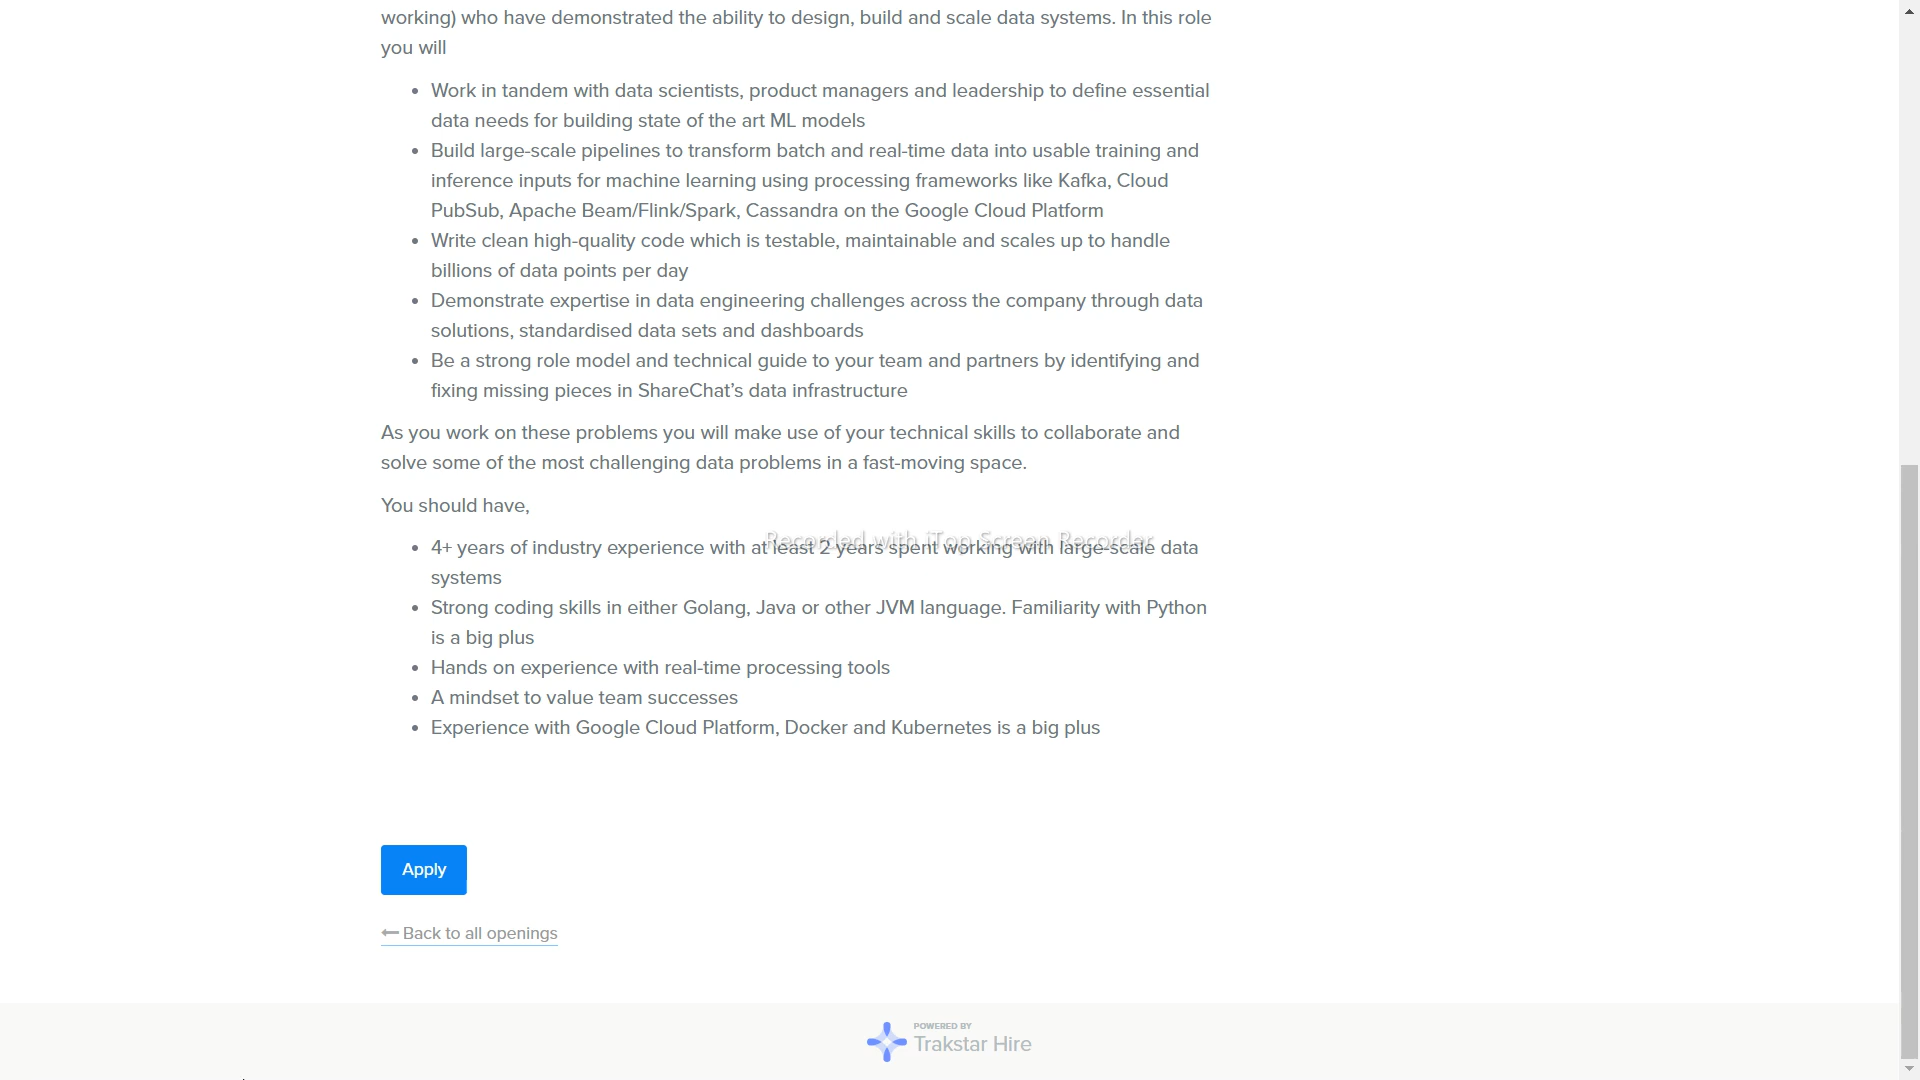 working) who have demonstrated the ability to design, build and scale data systems. In this role
you will
• Work in tandem with data scientists, product managers and leadership to define essential
data needs for building state of the art ML models
• Build large-scale pipelines to transform batch and real-time data into usable training and
inference inputs for machine learning using processing frameworks like Kafka, Cloud
PubSub, Apache Beam/Flink/Spark, Cassandra on the Google Cloud Platform
• Write clean high-quality code which is testable, maintainable and scales up to handle
billions of data points per day
• Demonstrate expertise in data engineering challenges across the company through data
solutions, standardised data sets and dashboards
• Be a strong role model and technical guide to your team and partners by identifying and
fixing missing pieces in ShareChat’s data infrastructure
As you work on these problems you will make use of your technical skills to collaborate and
solve some of the most challenging data problems in a fast-moving space.
You should have,
Recorded with iTop Screen Recorder
• 4+ years of industry experience with at least 2 years spent working with large-scale data
systems
• Strong coding skills in either Golang, Java or other JVM language. Familiarity with Python
is a big plus
• Hands on experience with real-time processing tools
• A mindset to value team successes
• Experience with Google Cloud Platform, Docker and Kubernetes is a big plus
Apply
Back to all openings
POWERED BY
Trakstar Hire